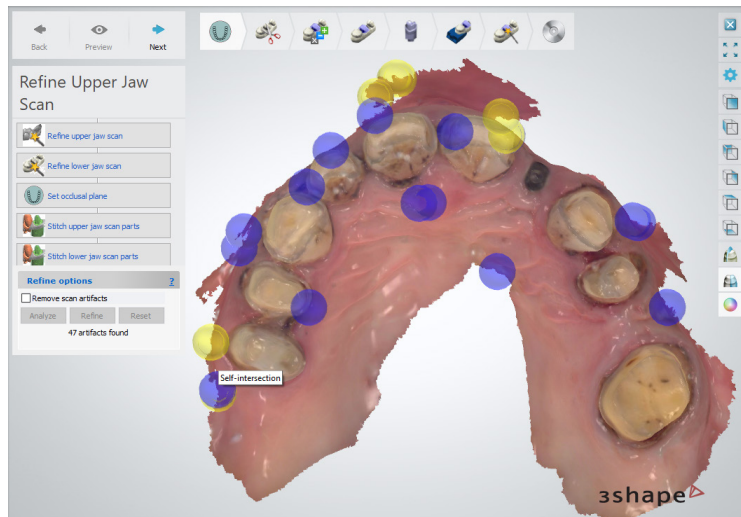 Back
Preview
Next
Refine Upper Jaw
Scan
Refine upper jaw scan
Refine lower jaw scan
Set occlusal plane
Stitch upper jaw scan parts
Stitch lower jaw scan parts
Refine options
?
Remove scan artifacts
Analyze
Refine
Reset
47 artifacts found
Self-intersection
3shape